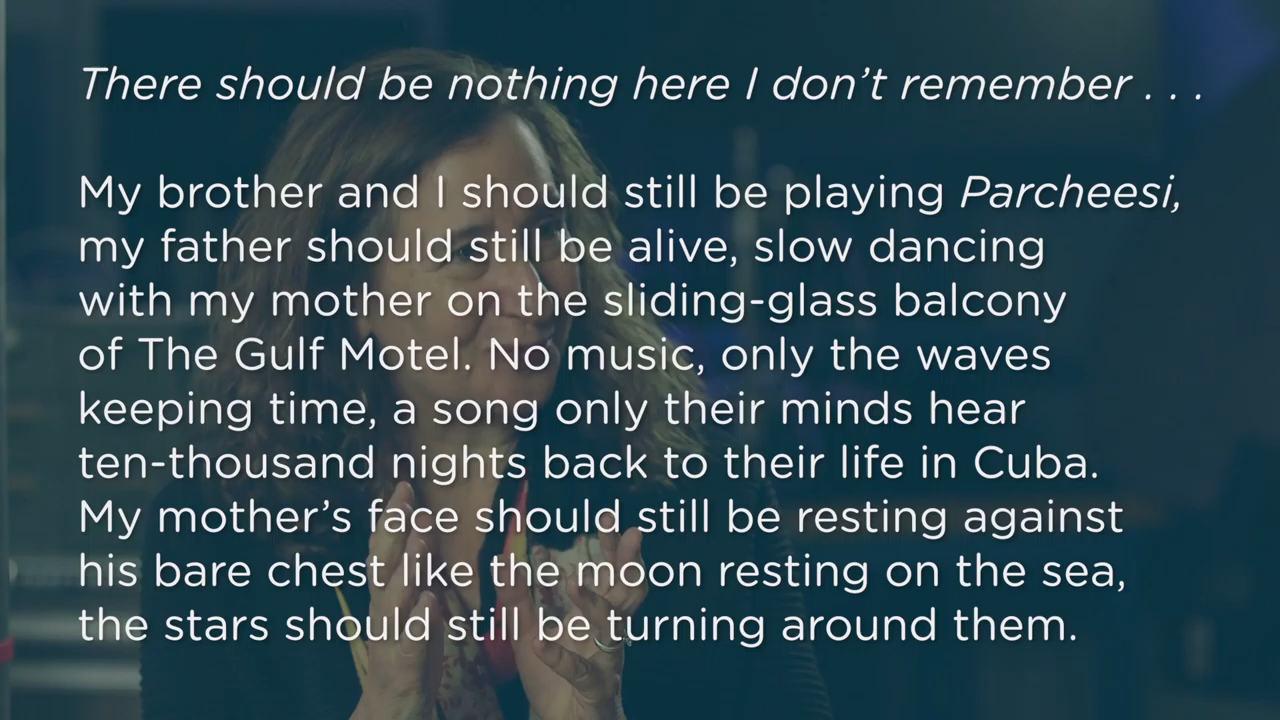 There should be nothing here I don’t remember . . .
My brother and I should still be playing Parcheesi,
my father should still be alive, slow dancing
with my mother on the sliding-glass balcony
of The Gulf Motel. No music, only the waves
keeping time, a song only their minds hear
ten-thousand nights back to their life in Cuba.
My mother’s face should still be resting against
his bare chest like the moon resting on the sea,
the stars should still be turning around them.